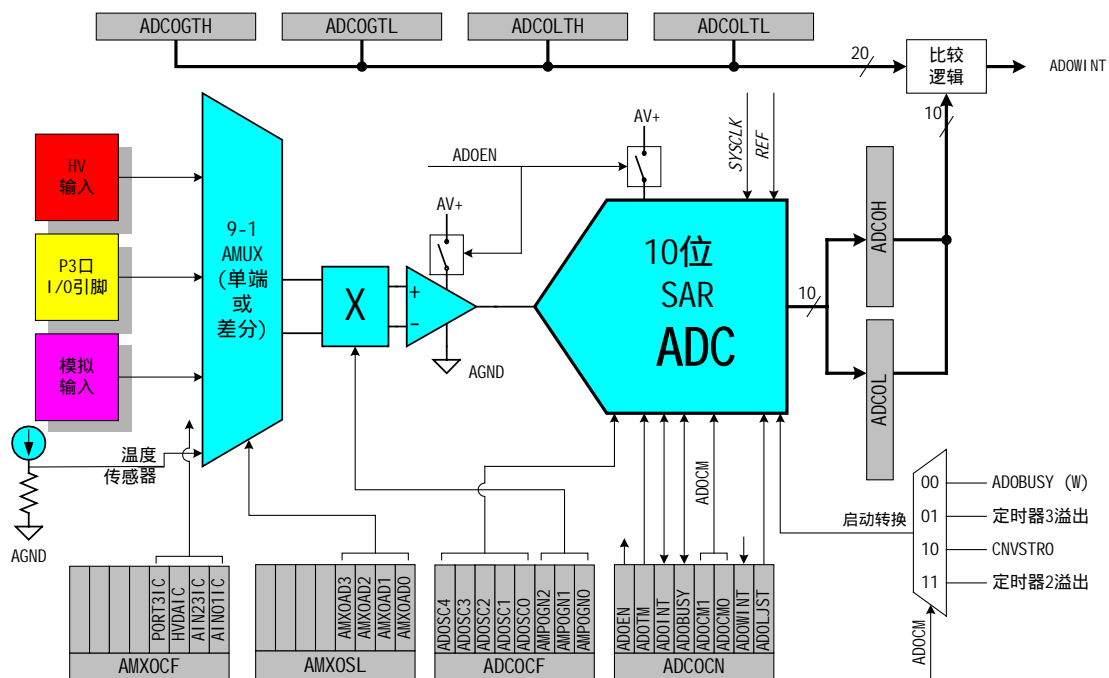 ADC0GTH
ADC0GTL
ADC0LTH
ADC0LTL
20
比较
逻辑
AD0WINT
10
HV
输入
P3口
I/O引脚
模拟
输入
温度
传感器
AGND
9-1
AMUX
(单端
或
差分)
X
+
-
AV+
AGND
AD0EN
AV+
SYSCLK
REF
10位
SAR
ADC
10
ADC0H
ADC0L
启动转换
00
01
10
11
AD0BUSY (W)
定时器3溢出
CNVSTR0
定时器2溢出
AD0CM
AD0CM
PORT3IC
HVDAIC
AIN23IC
AIN01IC
AMX0CF
AMX0AD3
AMX0AD2
AMX0AD1
AMX0AD0
AMX0SL
AD0SC4
AD0SC3
AD0SC2
AD0SC1
AD0SC0
AMP0GN2
AMP0GN1
AMP0GN0
ADC0CF
AD0EN
AD0TM
AD0INT
AD0BUSY
AD0CM1
AD0CM0
AD0WINT
AD0LJST
ADC0CN